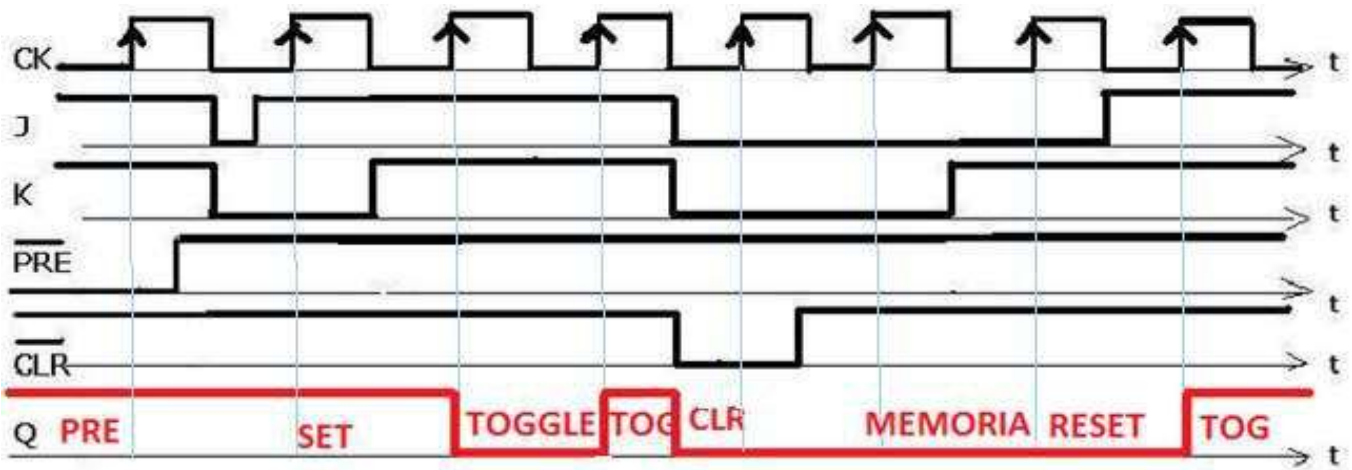 CK t
J t
K t
PRE t
CLR t
Q PRE SET TOGGLE TOG CLR MEMORIA RESET TOG t